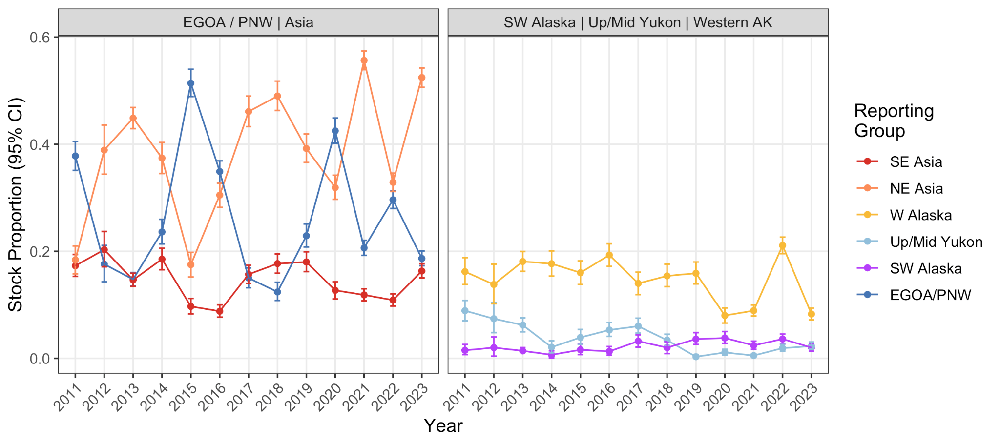 EGOA / PNW | Asia
SW Alaska | Up/Mid Yukon | Western AK
Stock Proportion (95% CI)
0.6
0.4
0.2
0.0
2011 2012 2013 2014 2015 2016 2017 2018 2019 2020 2021 2022 2023
2011 2012 2013 2014 2015 2016 2017 2018 2019 2020 2021 2022 2023
Year
Reporting
Group
SE Asia
NE Asia
W Alaska
Up/Mid Yukon
SW Alaska
EGOA/PNW